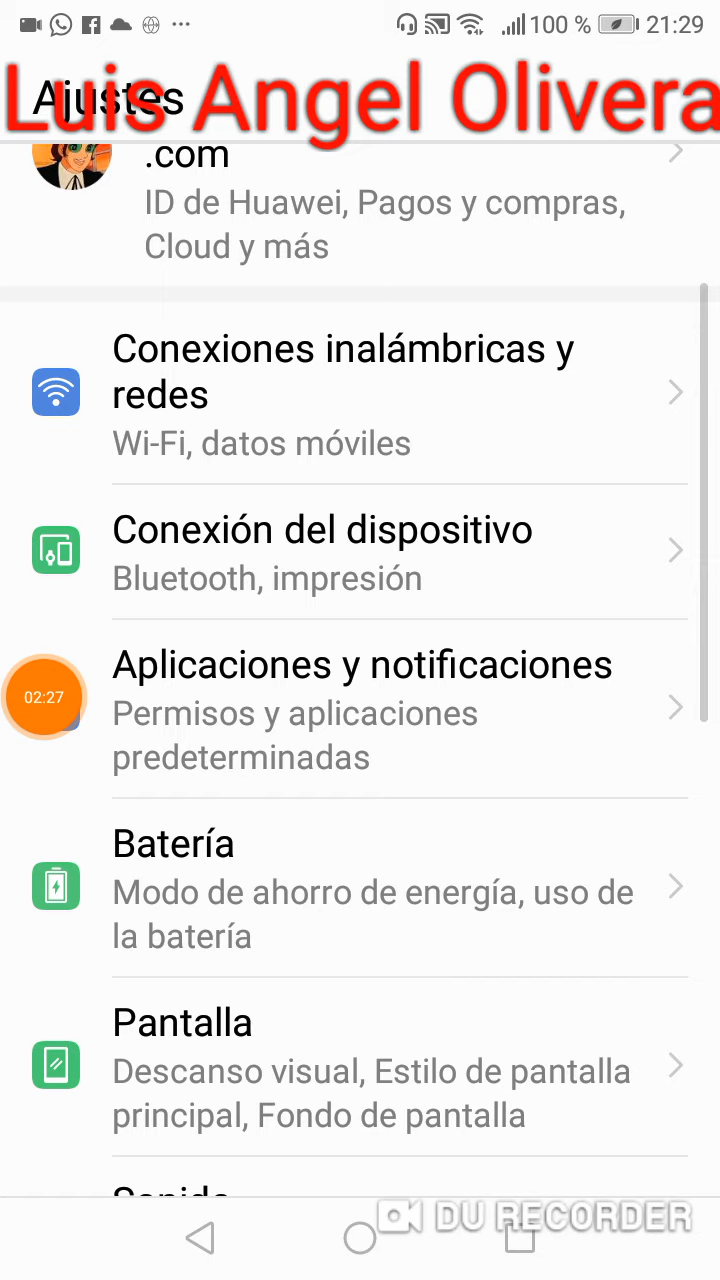 100 % 21:29
Ajustes
Luis Angel Olivera
.com
ID de Huawei, Pagos y compras,
Cloud y más
Conexiones inalámbricas y
redes
Wi-Fi, datos móviles
Conexión del dispositivo
Bluetooth, impresión
Aplicaciones y notificaciones
02:27
Permisos y aplicaciones
predeterminadas
Batería
Modo de ahorro de energía, uso de
la batería
Pantalla
Descanso visual, Estilo de pantalla
principal, Fondo de pantalla
Sonido
DU RECORDER